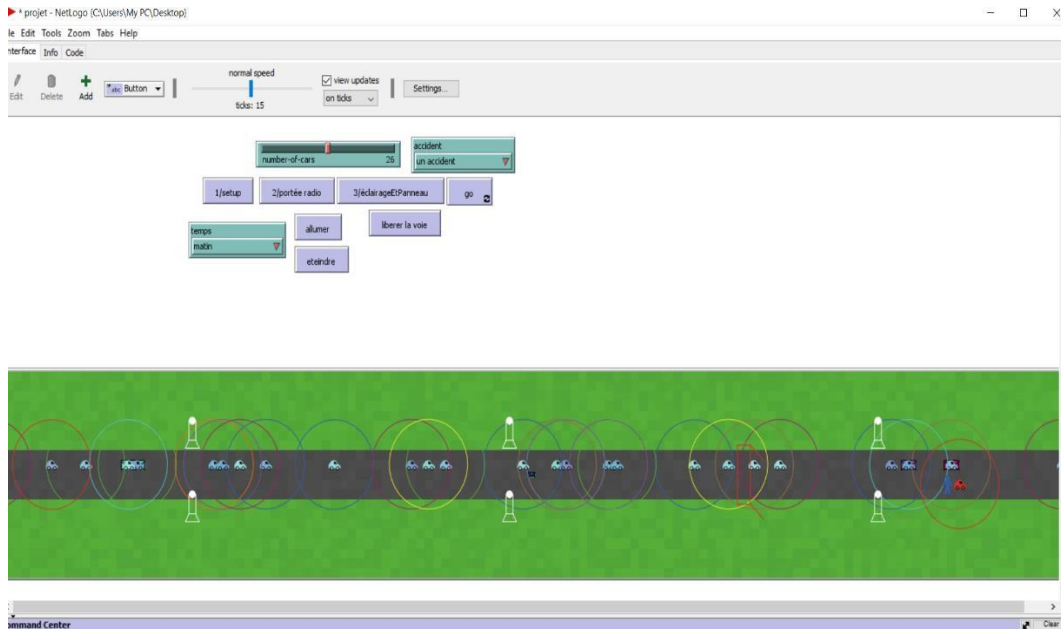 * projet - NetLogo {C:\Users\My PC\Desktop}
le Edit Tools Zoom Tabs Help
nterface Info Code
Edit Delete Add abc Button normal speed view updates Settings...
ticks: 15 on ticks
number-of-cars 26
accident
un accident
1/setup 2/portée radio 3/éclairageEtPanneau go
temps
matin
allumer liberer la voie
eteindre
ommand Center Clear